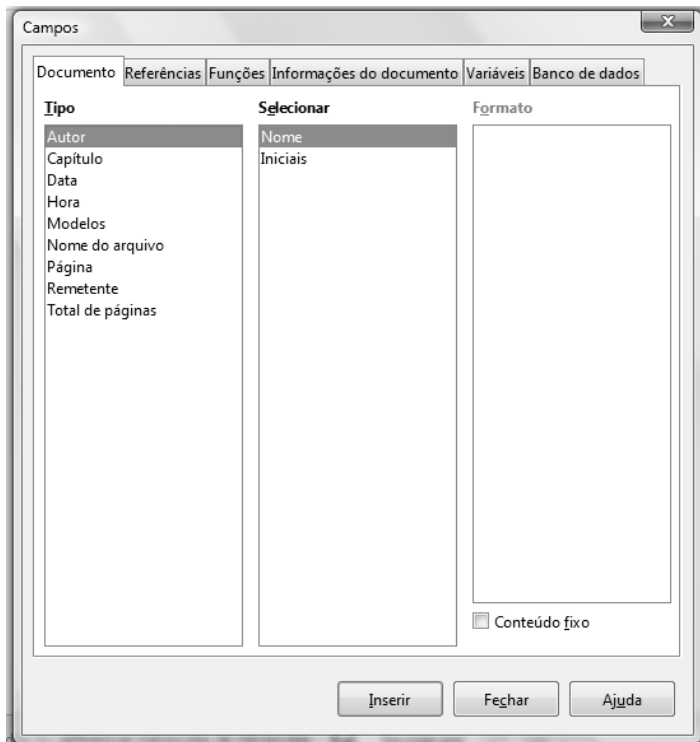 Campos
Documento Referências Funções Informações do documento Variáveis Banco de dados
Tipo
Autor
Capítulo
Data
Hora
Modelos
Nome do arquivo
Página
Remetente
Total de páginas
Selecionar
Nome
Iniciais
Formato
Conteúdo fixo
Inserir Fechar Ajuda